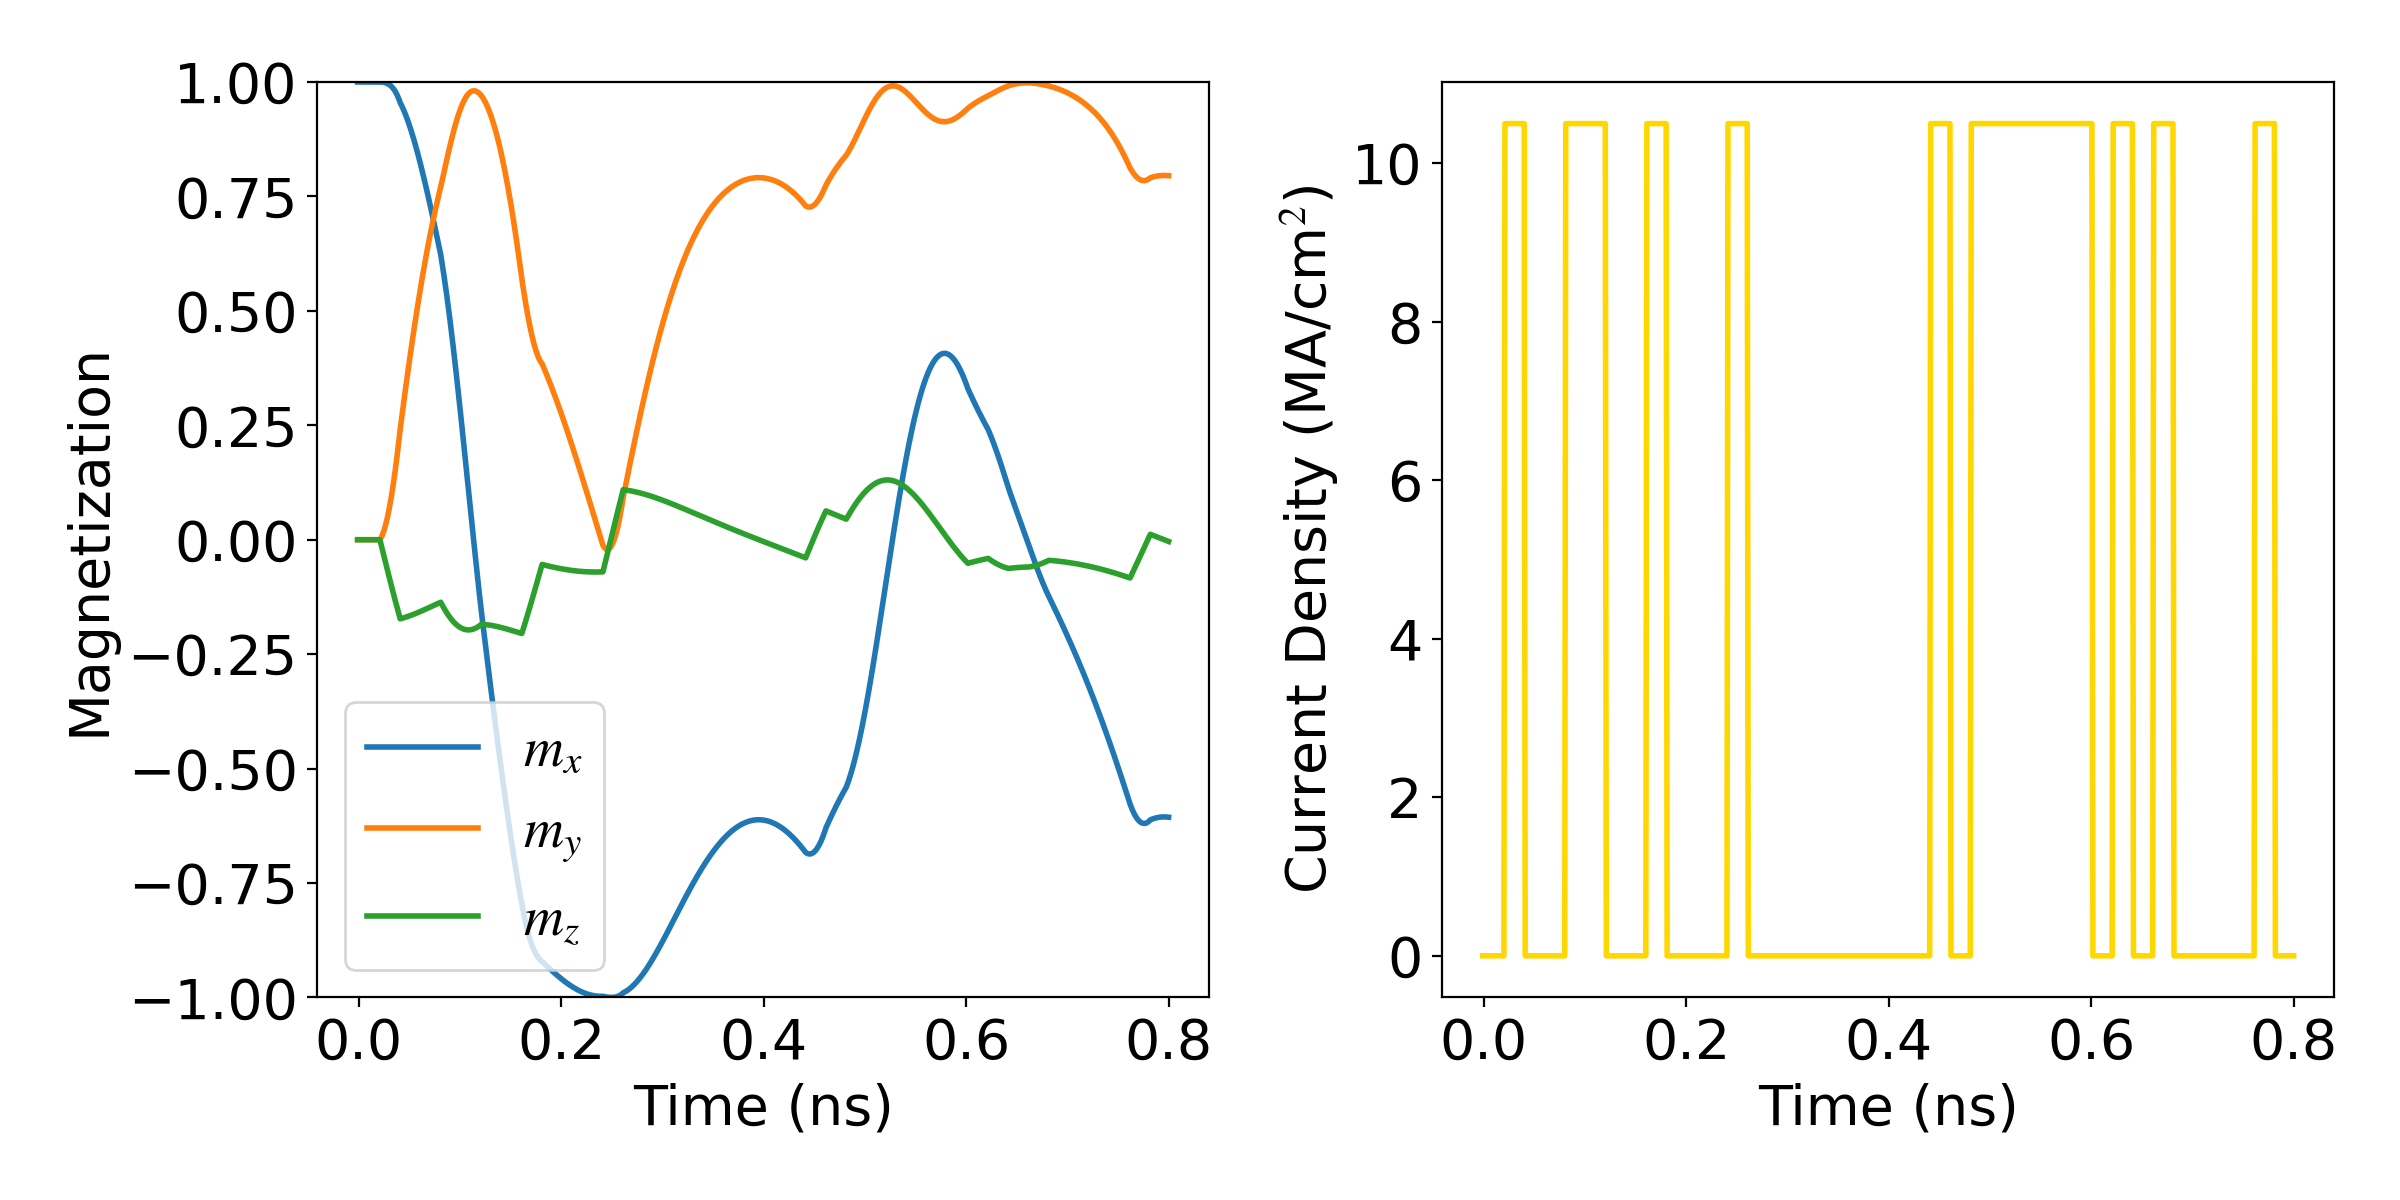 Magnetization
1.00
0.75
0.50
0.25
0.00
−0.25
−0.50
−0.75
−1.00
m_x
m_y
m_z
0.0 0.2 0.4 0.6 0.8
Time (ns)
Current Density (MA/cm²)
10
8
6
4
2
0
0.0 0.2 0.4 0.6 0.8
Time (ns)